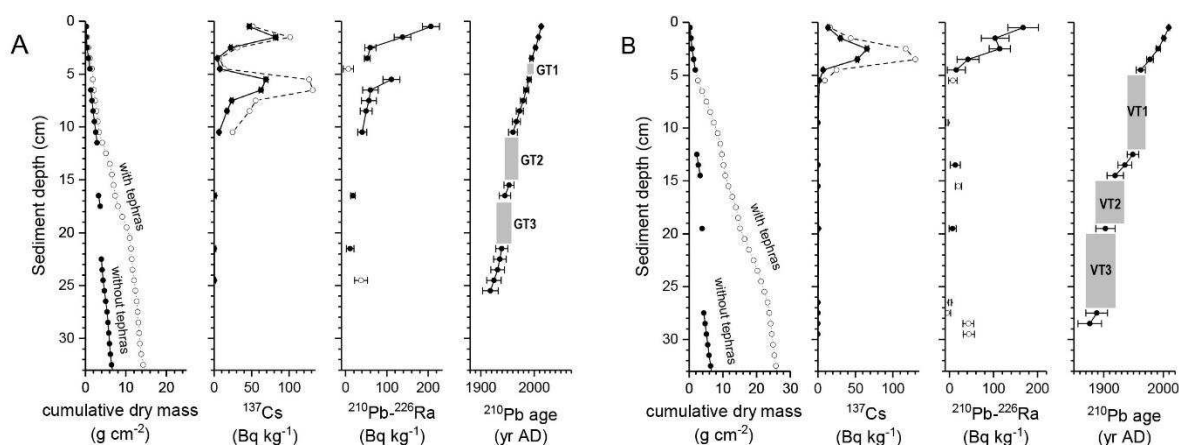 A
0
5
10
15
20
25
30
Sediment depth (cm)
with tephras
without tephras
0 10 20
cumulative dry mass
(g cm⁻²)
0 50 100
¹³⁷Cs
(Bq kg⁻¹)
0 100 200
²¹⁰Pb-²²⁶Ra
(Bq kg⁻¹)
GT1
GT2
GT3
1900 2000
²¹⁰Pb age
(yr AD)
B
0
5
10
15
20
25
30
Sediment depth (cm)
with tephras
without tephras
0 10 20 30
cumulative dry mass
(g cm⁻²)
0 50 100
¹³⁷Cs
(Bq kg⁻¹)
0 100 200
²¹⁰Pb-²²⁶Ra
(Bq kg⁻¹)
VT1
VT2
VT3
1900 2000
²¹⁰Pb age
(yr AD)